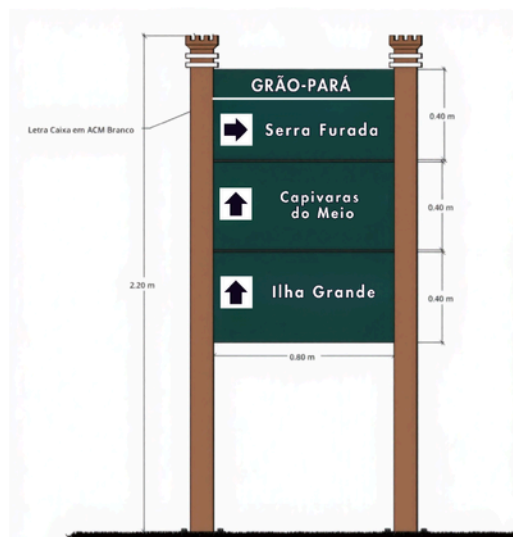 GRÃO-PARÁ
0.40 m
Serra Furada
Letra Caixa em ACM Branco
Capivaras
do Meio
0.40 m
2.20 m
Ilha Grande
0.40 m
0.80 m